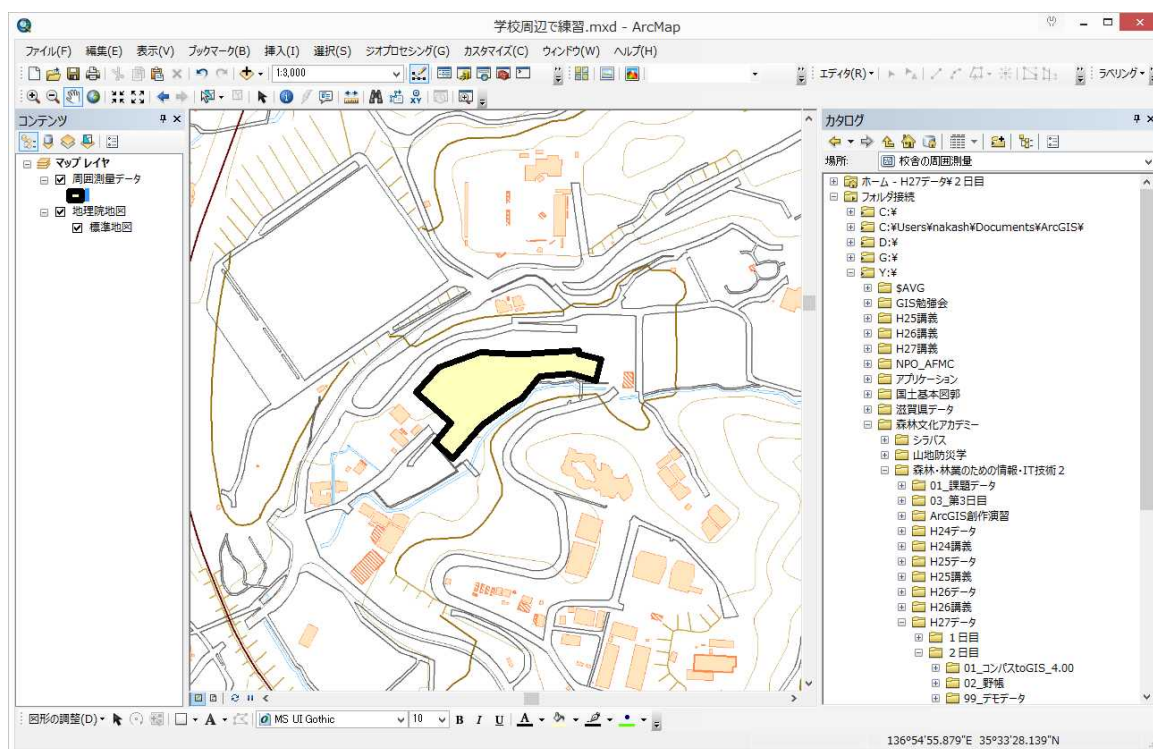 学校周辺で練習.mxd - ArcMap
ファイル(F) 編集(E) 表示(V) ブックマーク(B) 挿入(I) 選択(S) ジオプロセシング(G) カスタマイズ(C) ウィンドウ(W) ヘルプ(H)
1:3,000
エディタ(R)
ラベリング
コンテンツ
マップ レイヤ
周囲測量データ
地理院地図
標準地図
カタログ
場所: 校舎の周囲測量
ホーム - H27データ¥２日目
フォルダ接続
C:¥
C:¥Users¥nakash¥Documents¥ArcGIS¥
D:¥
G:¥
Y:¥
$AVG
GIS勉強会
H25講義
H26講義
H27講義
NPO_AFMC
アプリケーション
国土基本図郭
滋賀県データ
森林文化アカデミー
シラバス
山地防災学
森林・林業のための情報・IT技術２
01_課題データ
03_第3日目
ArcGIS創作演習
H24データ
H24講義
H25データ
H25講義
H26データ
H26講義
H27データ
１日目
２日目
01_コンパスtoGIS_4.00
02_野帳
99_デモデータ
図形の調整(D)
A
MS UI Gothic
10
B I U A
136°54'55.879"E 35°33'28.139"N